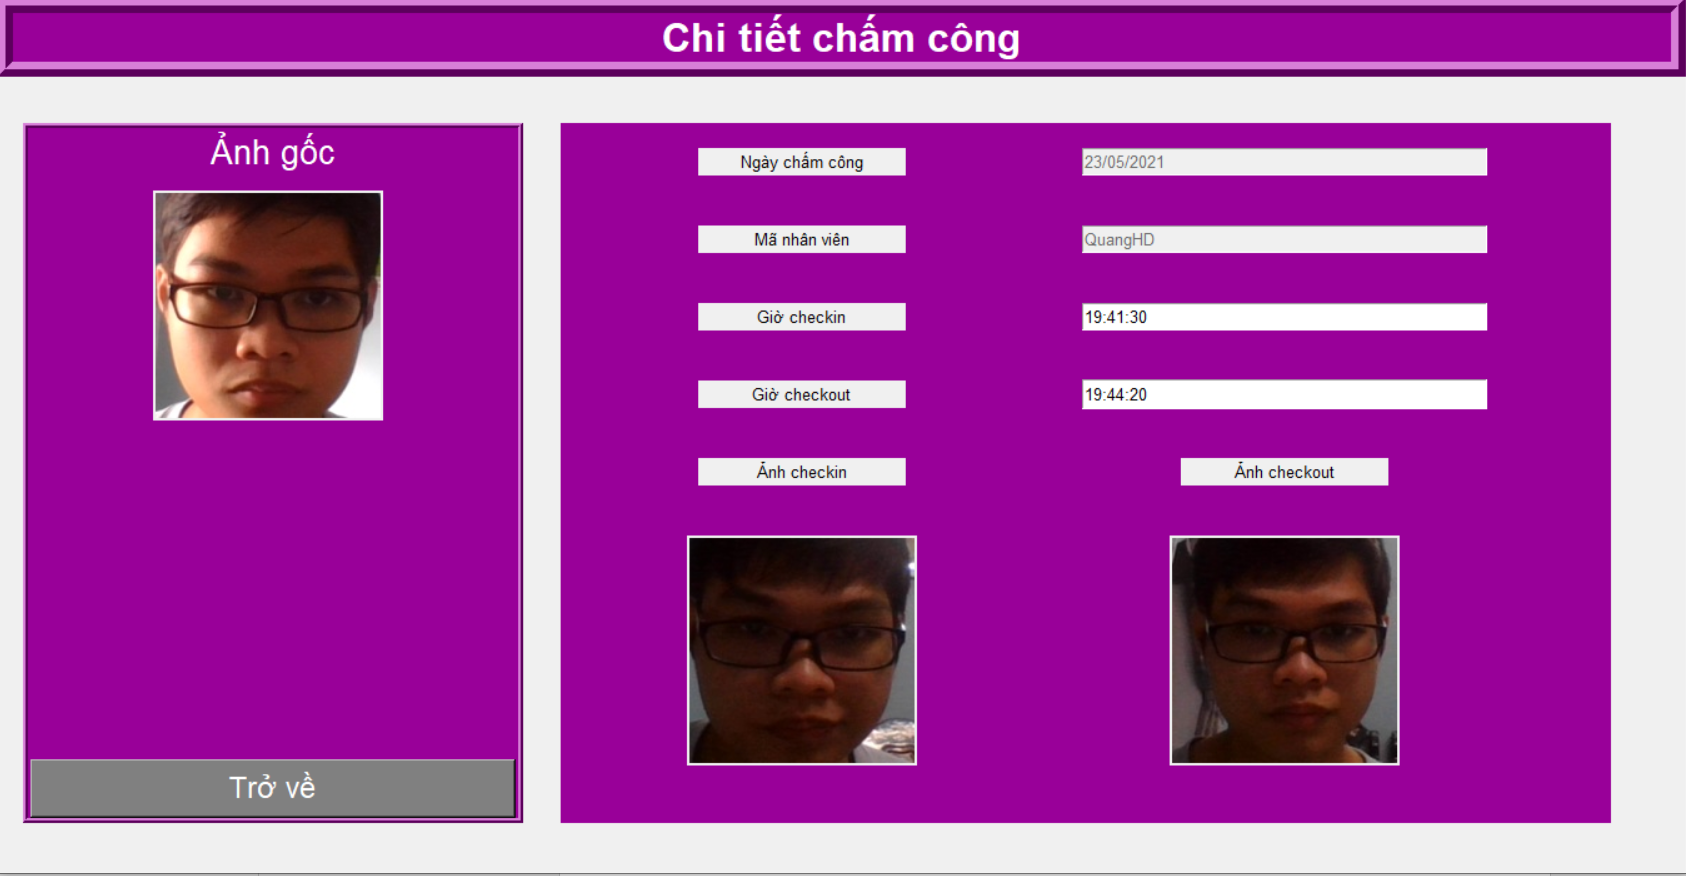 Chi tiết chấm công
Ảnh gốc
Trở về
Ngày chấm công
23/05/2021
Mã nhân viên
QuangHD
Giờ checkin
19:41:30
Giờ checkout
19:44:20
Ảnh checkin
Ảnh checkout